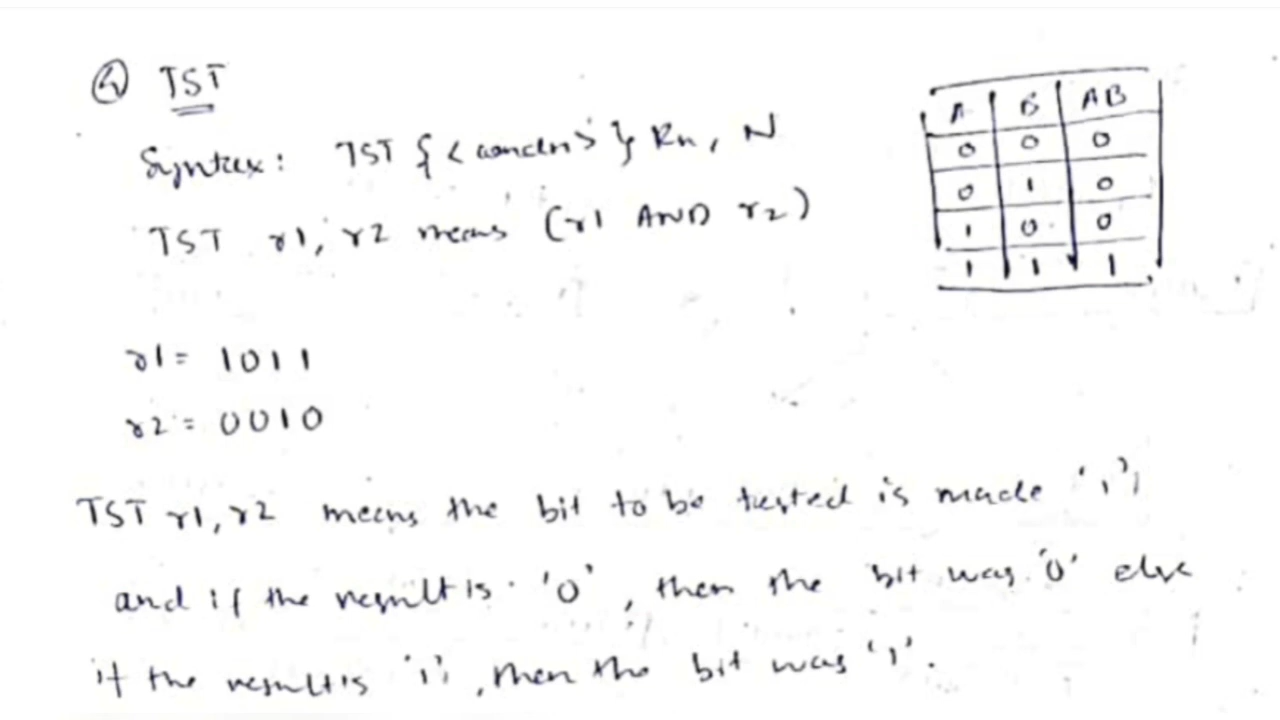 ④ TST
Syntax: TST {<condn>} Rn, N
TST r1, r2 means (r1 AND r2)
A B AB
0 0 0
0 1 0
1 0 0
1 1 1
r1 = 1011
r2 = 0010
TST r1, r2 means the bit to be tested is made '1',
and if the result is '0', then the bit was '0' else
if the result is '1', then the bit was '1'.